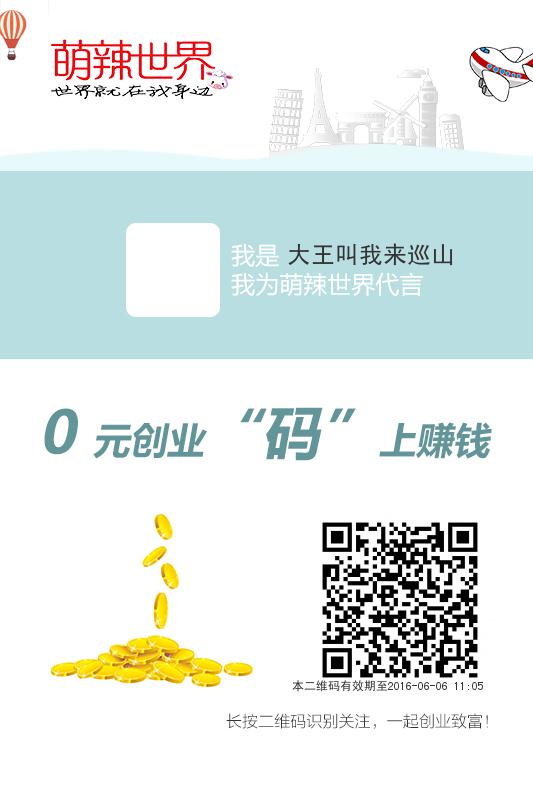 萌辣世界
世界就在我身边
我是 大王叫我来巡山
我为萌辣世界代言
0 元创业 “码” 上赚钱
本二维码有效期至2016-06-06 11:05
长按二维码识别关注，一起创业致富！